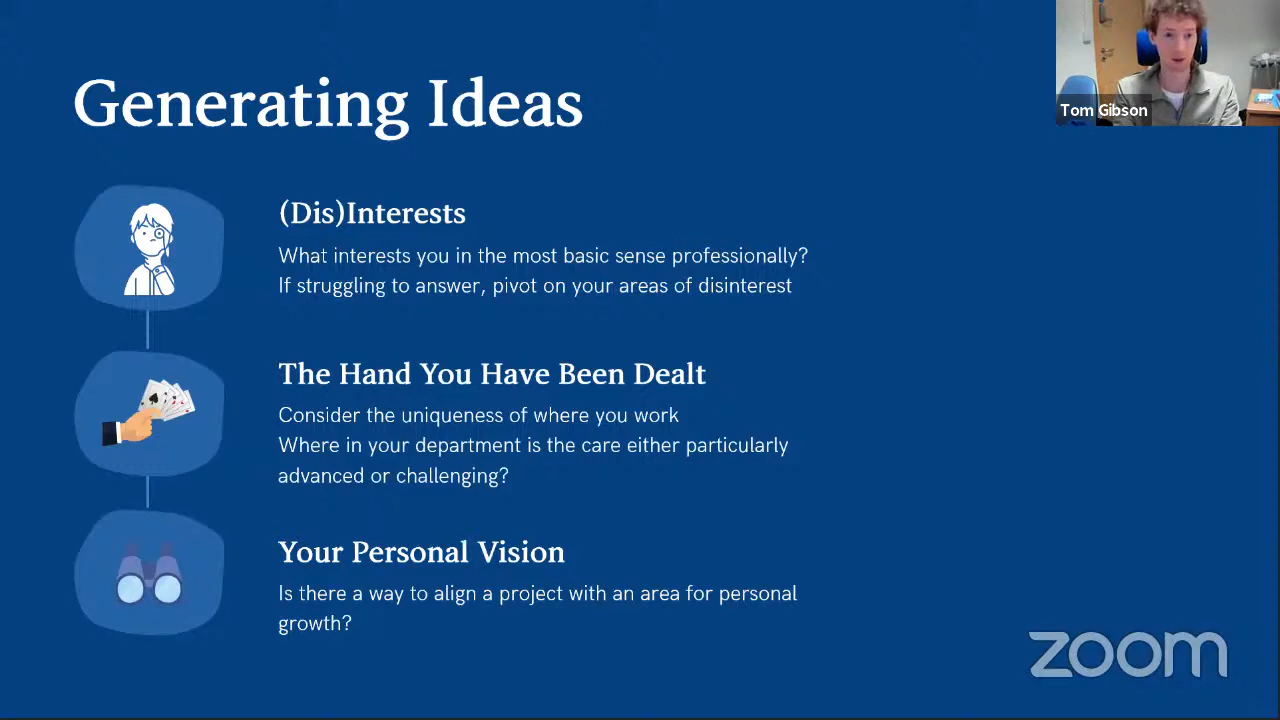 Generating Ideas
Tom Gibson
(Dis)Interests
What interests you in the most basic sense professionally?
If struggling to answer, pivot on your areas of disinterest
The Hand You Have Been Dealt
Consider the uniqueness of where you work
Where in your department is the care either particularly
advanced or challenging?
Your Personal Vision
Is there a way to align a project with an area for personal
growth?
zoom